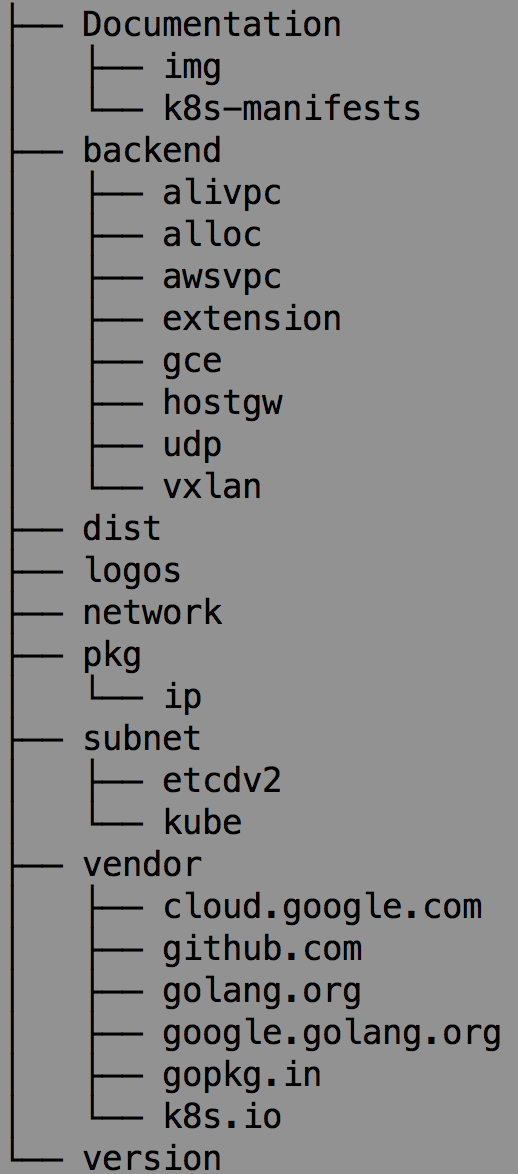 ├── Documentation
│   ├── img
│   └── k8s-manifests
├── backend
│   ├── alivpc
│   ├── alloc
│   ├── awsvpc
│   ├── extension
│   ├── gce
│   ├── hostgw
│   ├── udp
│   └── vxlan
├── dist
├── logos
├── network
├── pkg
│   └── ip
├── subnet
│   ├── etcdv2
│   └── kube
├── vendor
│   ├── cloud.google.com
│   ├── github.com
│   ├── golang.org
│   ├── google.golang.org
│   ├── gopkg.in
│   └── k8s.io
└── version